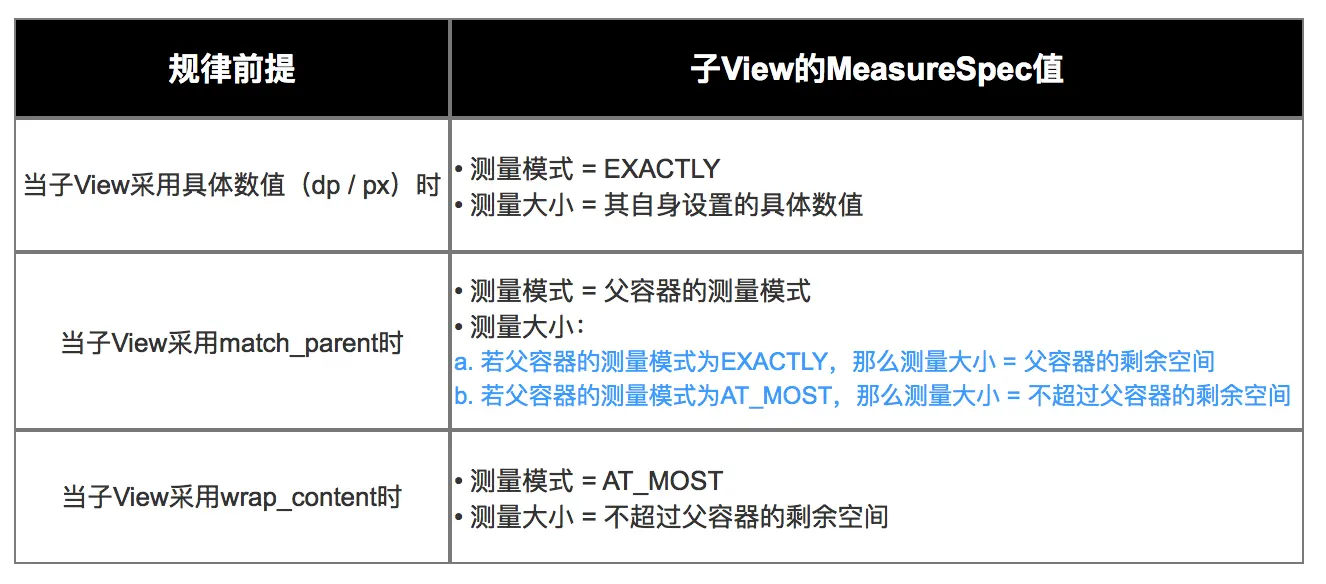 规律前提
子View的MeasureSpec值
当子View采用具体数值（dp / px）时
• 测量模式 = EXACTLY
• 测量大小 = 其自身设置的具体数值
当子View采用match_parent时
• 测量模式 = 父容器的测量模式
• 测量大小：
a. 若父容器的测量模式为EXACTLY，那么测量大小 = 父容器的剩余空间
b. 若父容器的测量模式为AT_MOST，那么测量大小 = 不超过父容器的剩余空间
当子View采用wrap_content时
• 测量模式 = AT_MOST
• 测量大小 = 不超过父容器的剩余空间